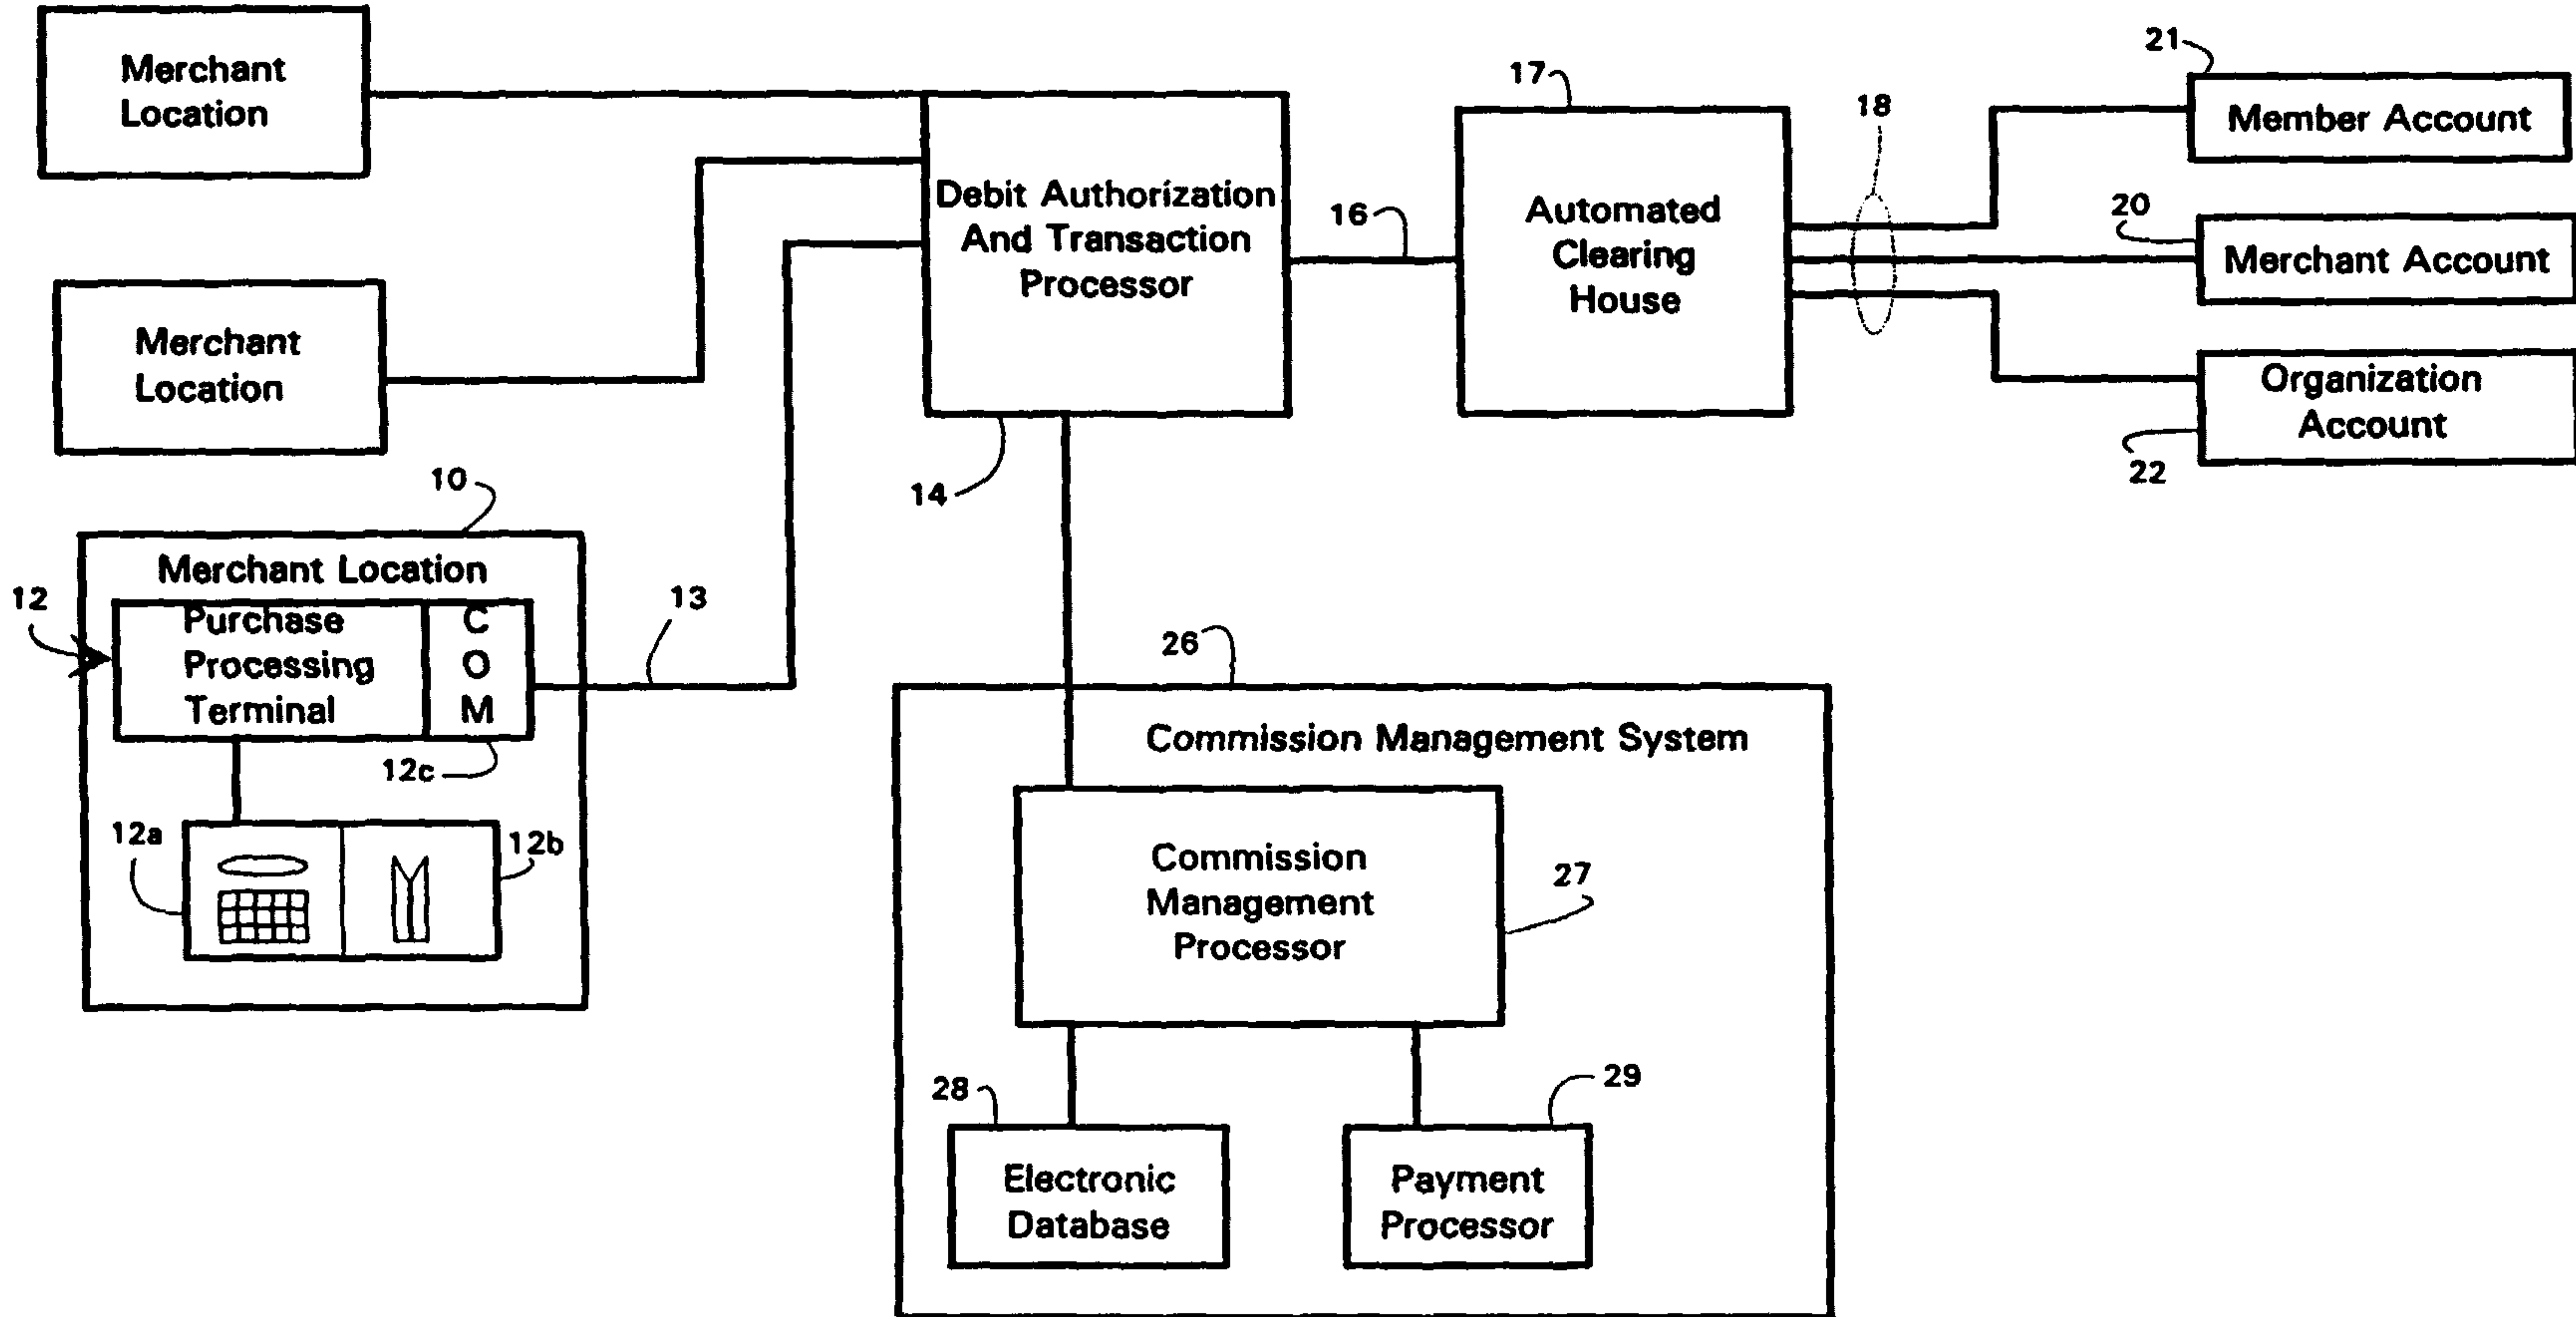 Merchant
Location
Merchant
Location
10
Merchant Location
12
Purchase
Processing
Terminal
C
O
M
12c
12a
12b
13
Debit Authorization
And Transaction
Processor
14
16
17
Automated
Clearing
House
18
21
Member Account
20
Merchant Account
Organization
Account
22
26
Commission Management System
Commission
Management
Processor
27
28
Electronic
Database
29
Payment
Processor